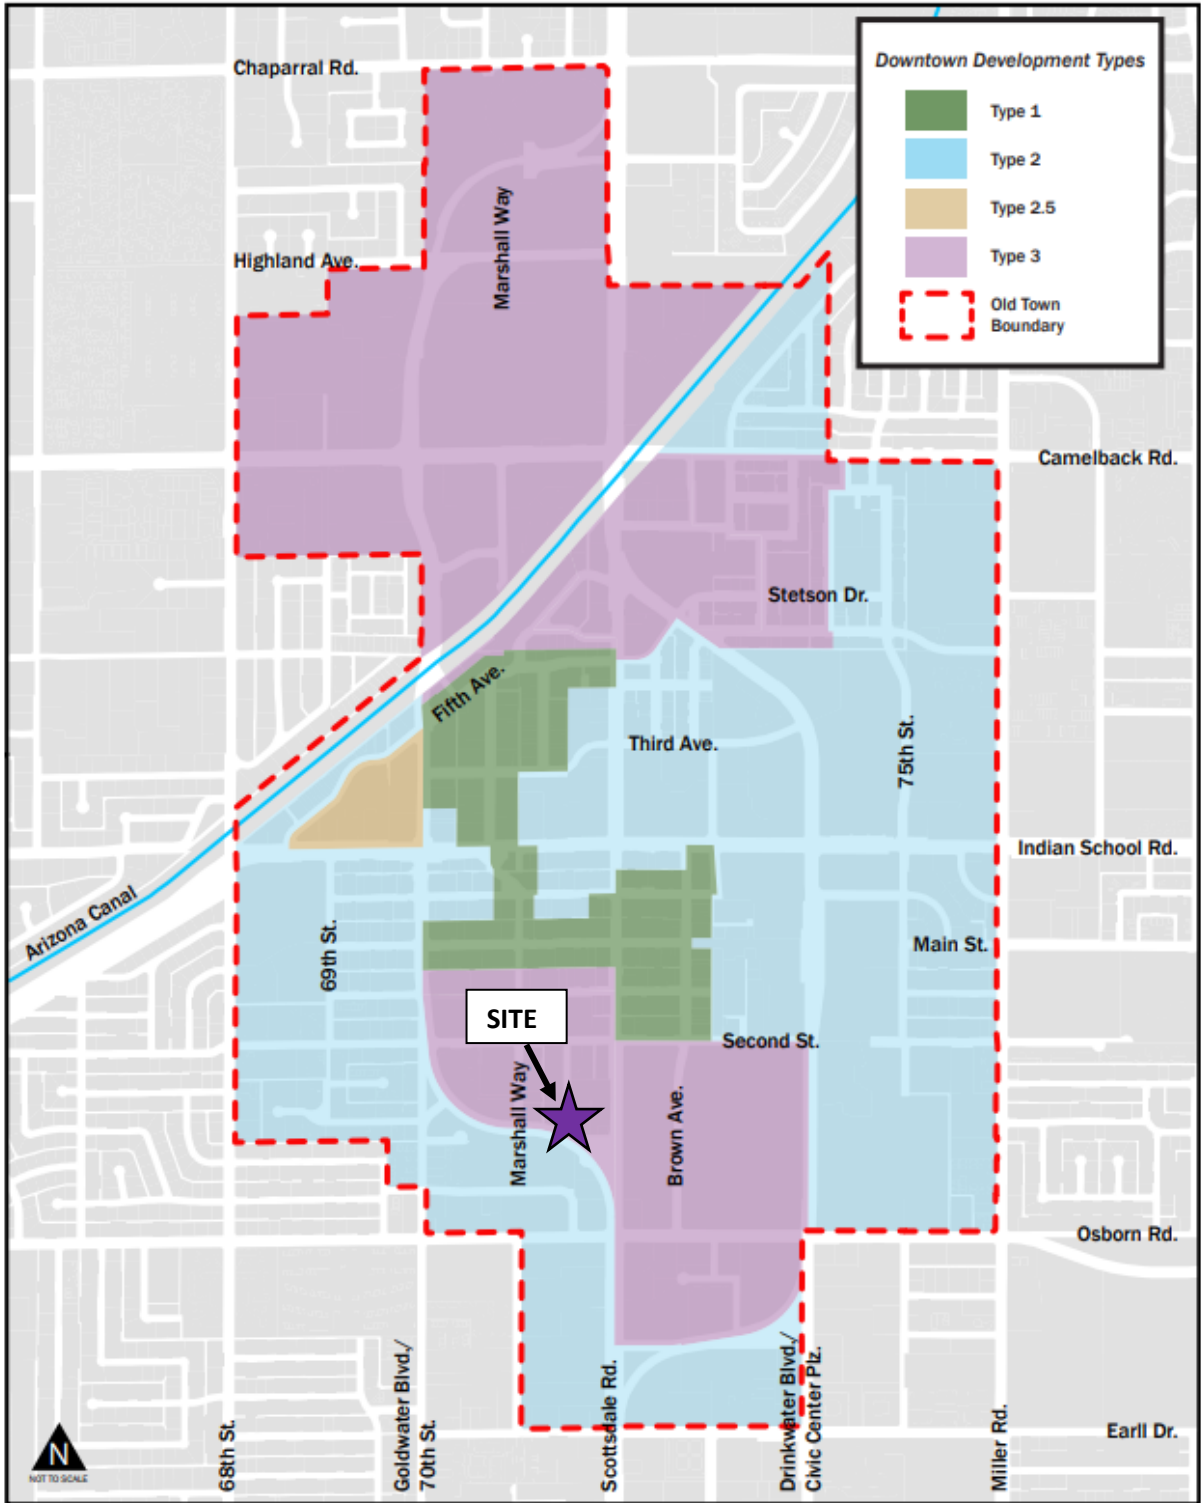 Chaparral Rd.
Downtown Development Types
Type 1
Type 2
Type 2.5
Type 3
Old Town
Boundary
Marshall Way
Highland Ave.
Camelback Rd.
Stetson Dr.
Fifth Ave.
Third Ave.
75th St.
Indian School Rd.
Arizona Canal
69th St.
Main St.
SITE
Second St.
Marshall Way
Brown Ave.
Osborn Rd.
68th St.
Goldwater Blvd./
70th St.
Scottsdale Rd.
Drinkwater Blvd./
Civic Center Plz.
Miller Rd.
Earll Dr.
N
NOT TO SCALE